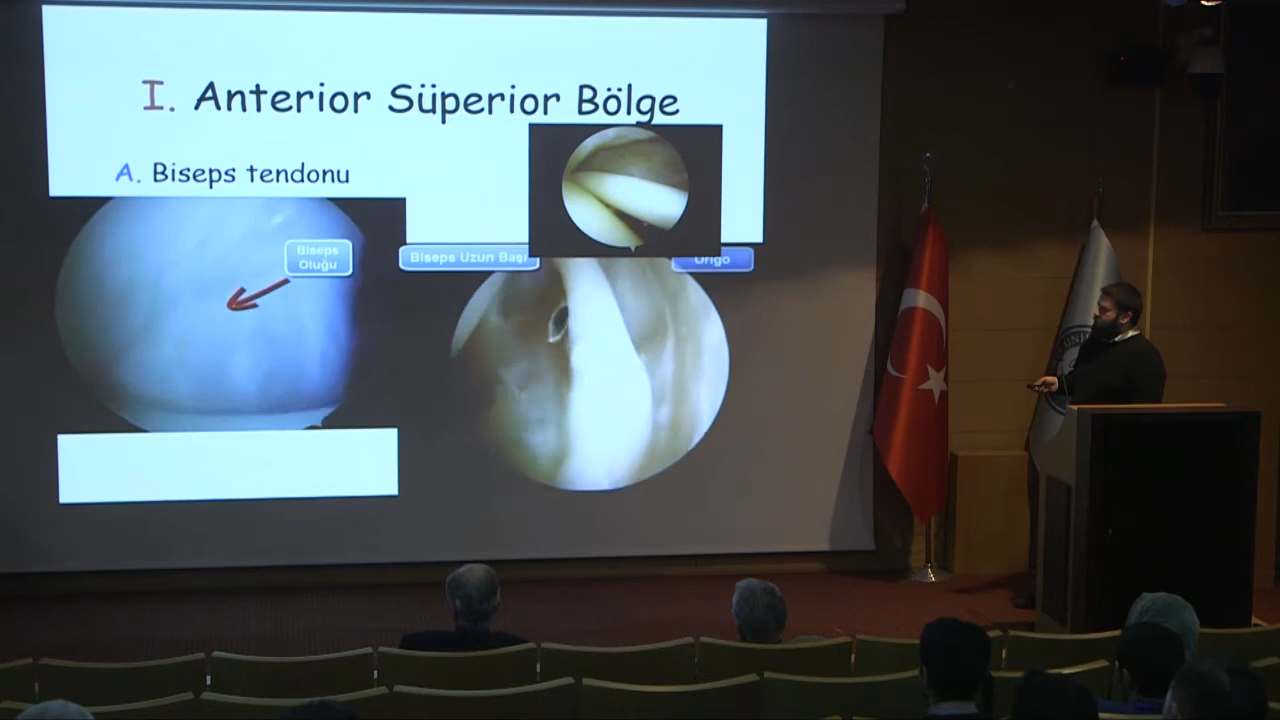 I. Anterior Süperior Bölge
A. Biseps tendonu
Biseps
Oluğu
Biseps Uzun Başı
Origo